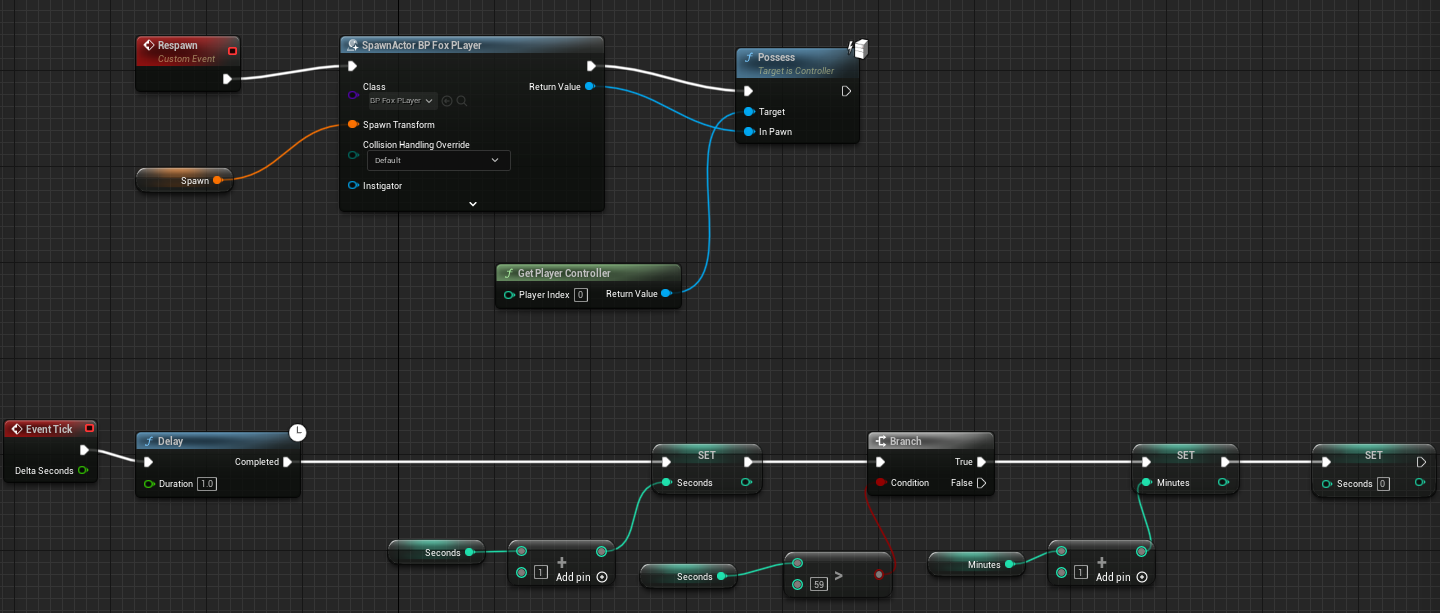 Respawn
Custom Event
SpawnActor BP Fox PLayer
Class
BP Fox PLayer
Return Value
Spawn Transform
Collision Handling Override
Default
Instigator
Possess
Target is Controller
Target
In Pawn
Spawn
Get Player Controller
Player Index 0 Return Value
Event Tick
Delta Seconds
Delay
Completed
Duration 1.0
SET
Seconds
Branch
True
Condition False
SET
Minutes
SET
Seconds 0
Seconds
+
1 Add pin
Seconds
59 >
Minutes
+
1 Add pin